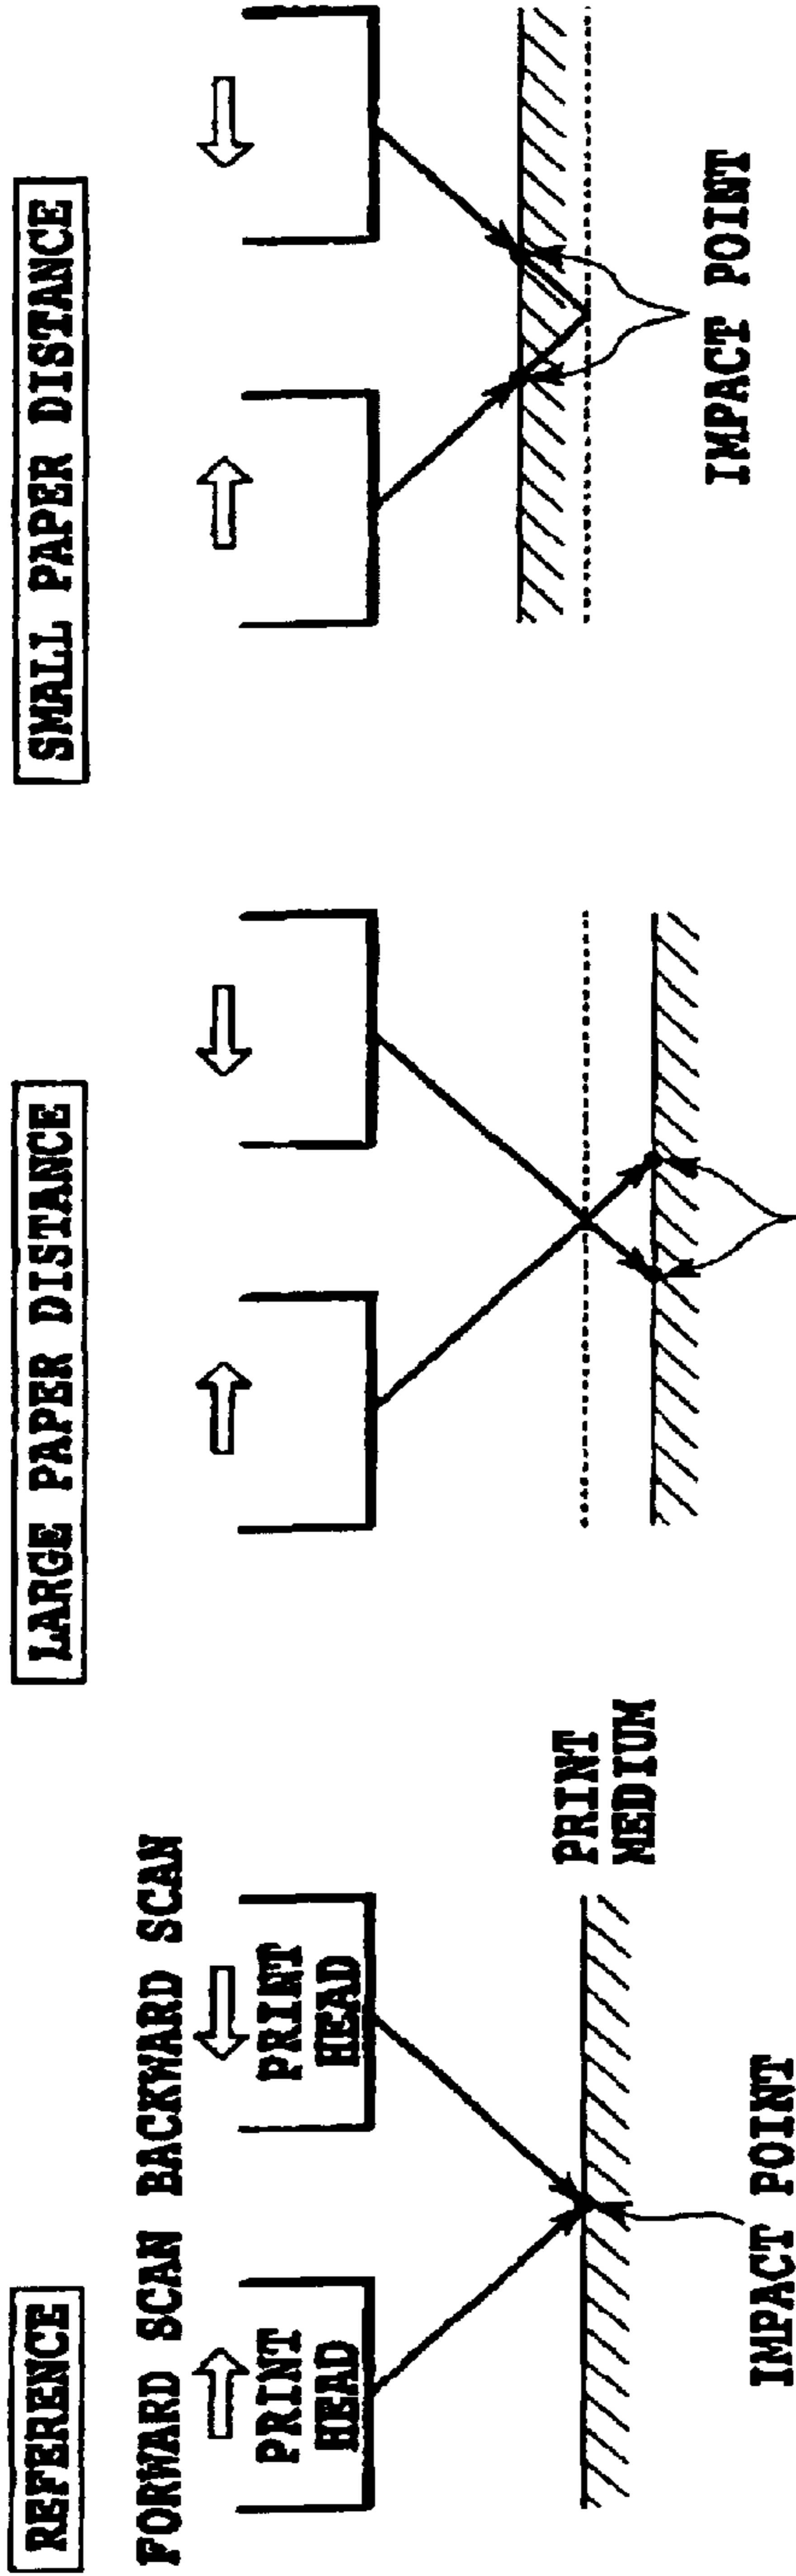 REFERENCE
FORWARD SCAN BACKWARD SCAN
PRINT
HEAD
PRINT
HEAD
PRINT
MEDIUM
IMPACT POINT
LARGE PAPER DISTANCE
SMALL PAPER DISTANCE
IMPACT POINT